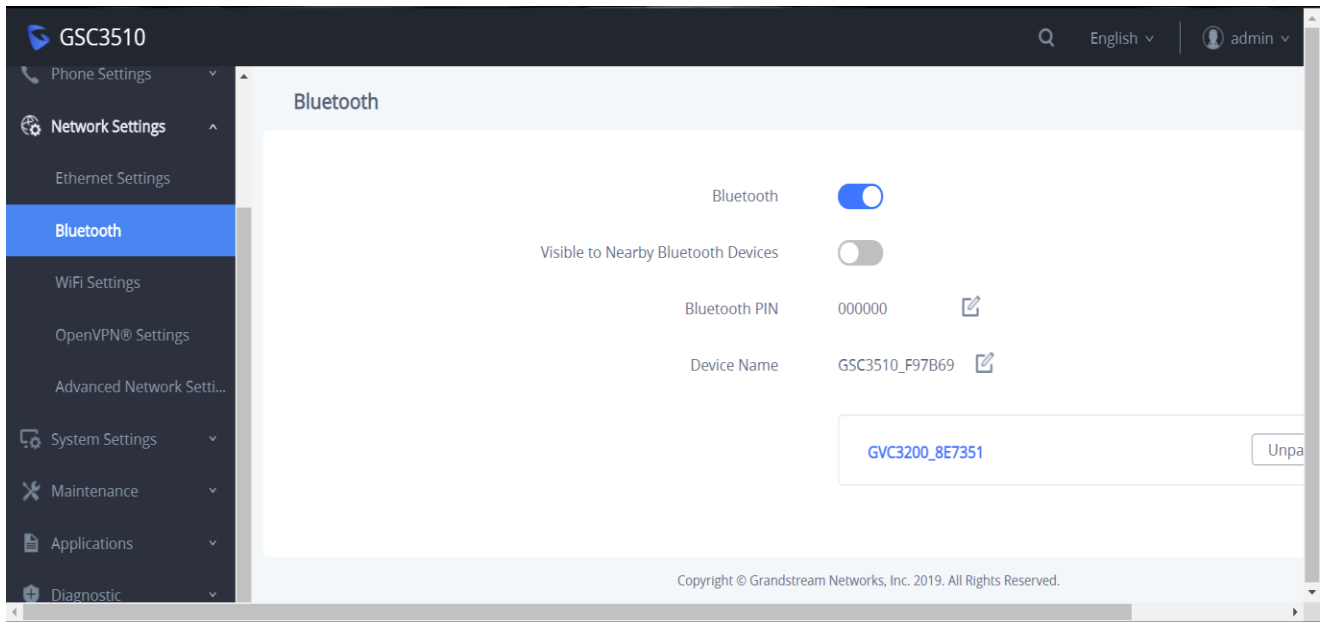 GSC3510
English
admin
Phone Settings
Network Settings
Ethernet Settings
Bluetooth
WiFi Settings
OpenVPN® Settings
Advanced Network Setti...
System Settings
Maintenance
Applications
Diagnostic
Bluetooth
Bluetooth
Visible to Nearby Bluetooth Devices
Bluetooth PIN 000000
Device Name GSC3510_F97B69
GVC3200_8E7351 Unpa
Copyright © Grandstream Networks, Inc. 2019. All Rights Reserved.